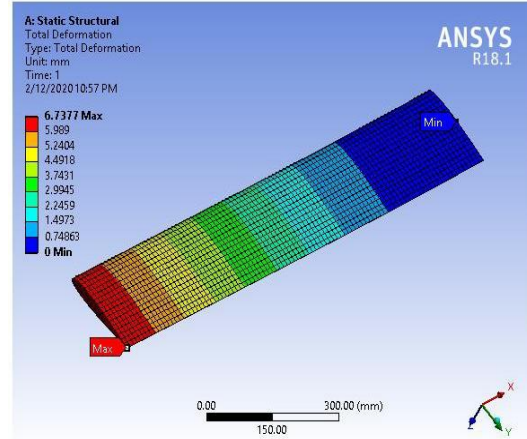 A: Static Structural
Total Deformation
Type: Total Deformation
Unit: mm
Time: 1
2/12/2020 10:57 PM
ANSYS
R18.1
6.7377 Max
5.989
5.2404
4.4918
3.7431
2.9945
2.2459
1.4973
0.74863
0 Min
Min
Max
0.00
300.00 (mm)
150.00
X
Y
Z